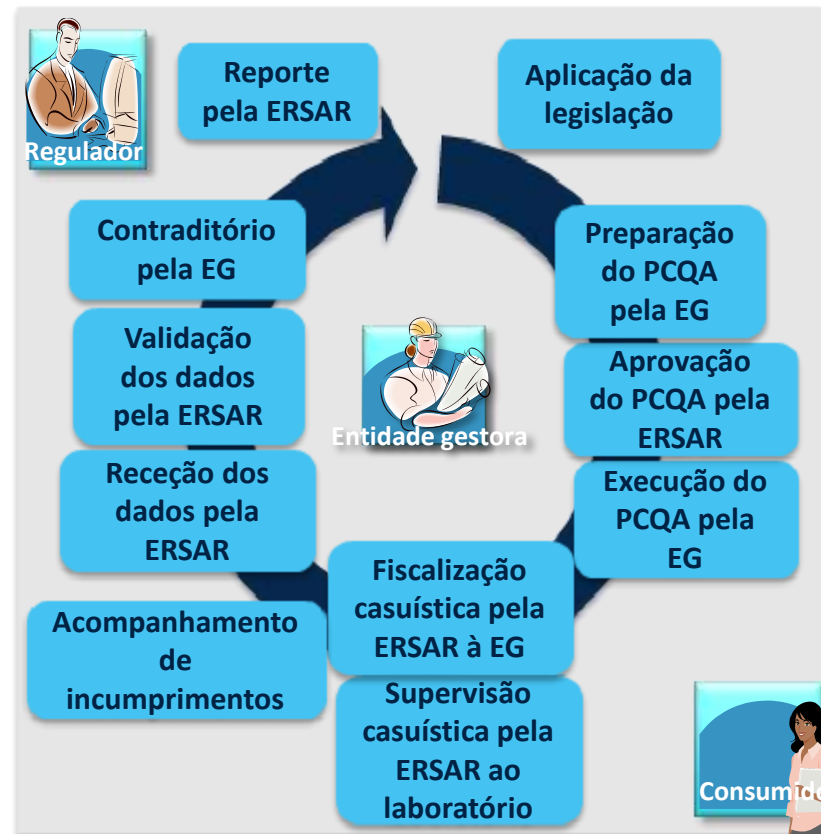 Regulador
Reporte
pela ERSAR
Aplicação da
legislação
Preparação
do PCQA
pela EG
Aprovação
do PCQA pela
ERSAR
Execução do
PCQA pela
EG
Fiscalização
casuística pela
ERSAR à EG
Supervisão
casuística pela
ERSAR ao
laboratório
Acompanhamento
de
incumprimentos
Receção dos
dados pela
ERSAR
Validação
dos dados
pela ERSAR
Contraditório
pela EG
Entidade gestora
Consumido